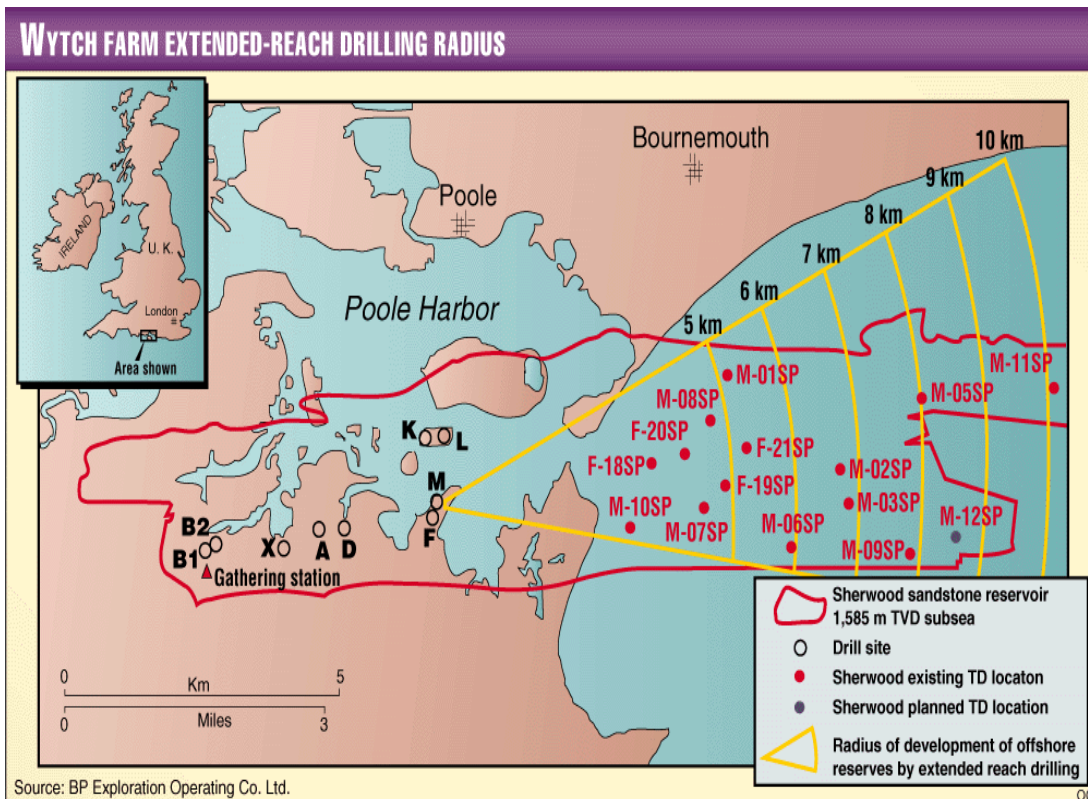 WYTCH FARM EXTENDED-REACH DRILLING RADIUS
IRELAND
U. K.
London
Area shown
Bournemouth
Poole
Poole Harbor
10 km
9 km
8 km
7 km
6 km
5 km
M-11SP
M-01SP
M-05SP
M-08SP
F-20SP
F-21SP
F-18SP
M-02SP
F-19SP
M-03SP
M-10SP
M-07SP
M-06SP
M-12SP
M-09SP
K
L
M
F
B2
B1
X
A
D
Gathering station
0
5
Km
0
3
Miles
Sherwood sandstone reservoir
1,585 m TVD subsea
Drill site
Sherwood existing TD locaton
Sherwood planned TD location
Radius of development of offshore
reserves by extended reach drilling
Source: BP Exploration Operating Co. Ltd.